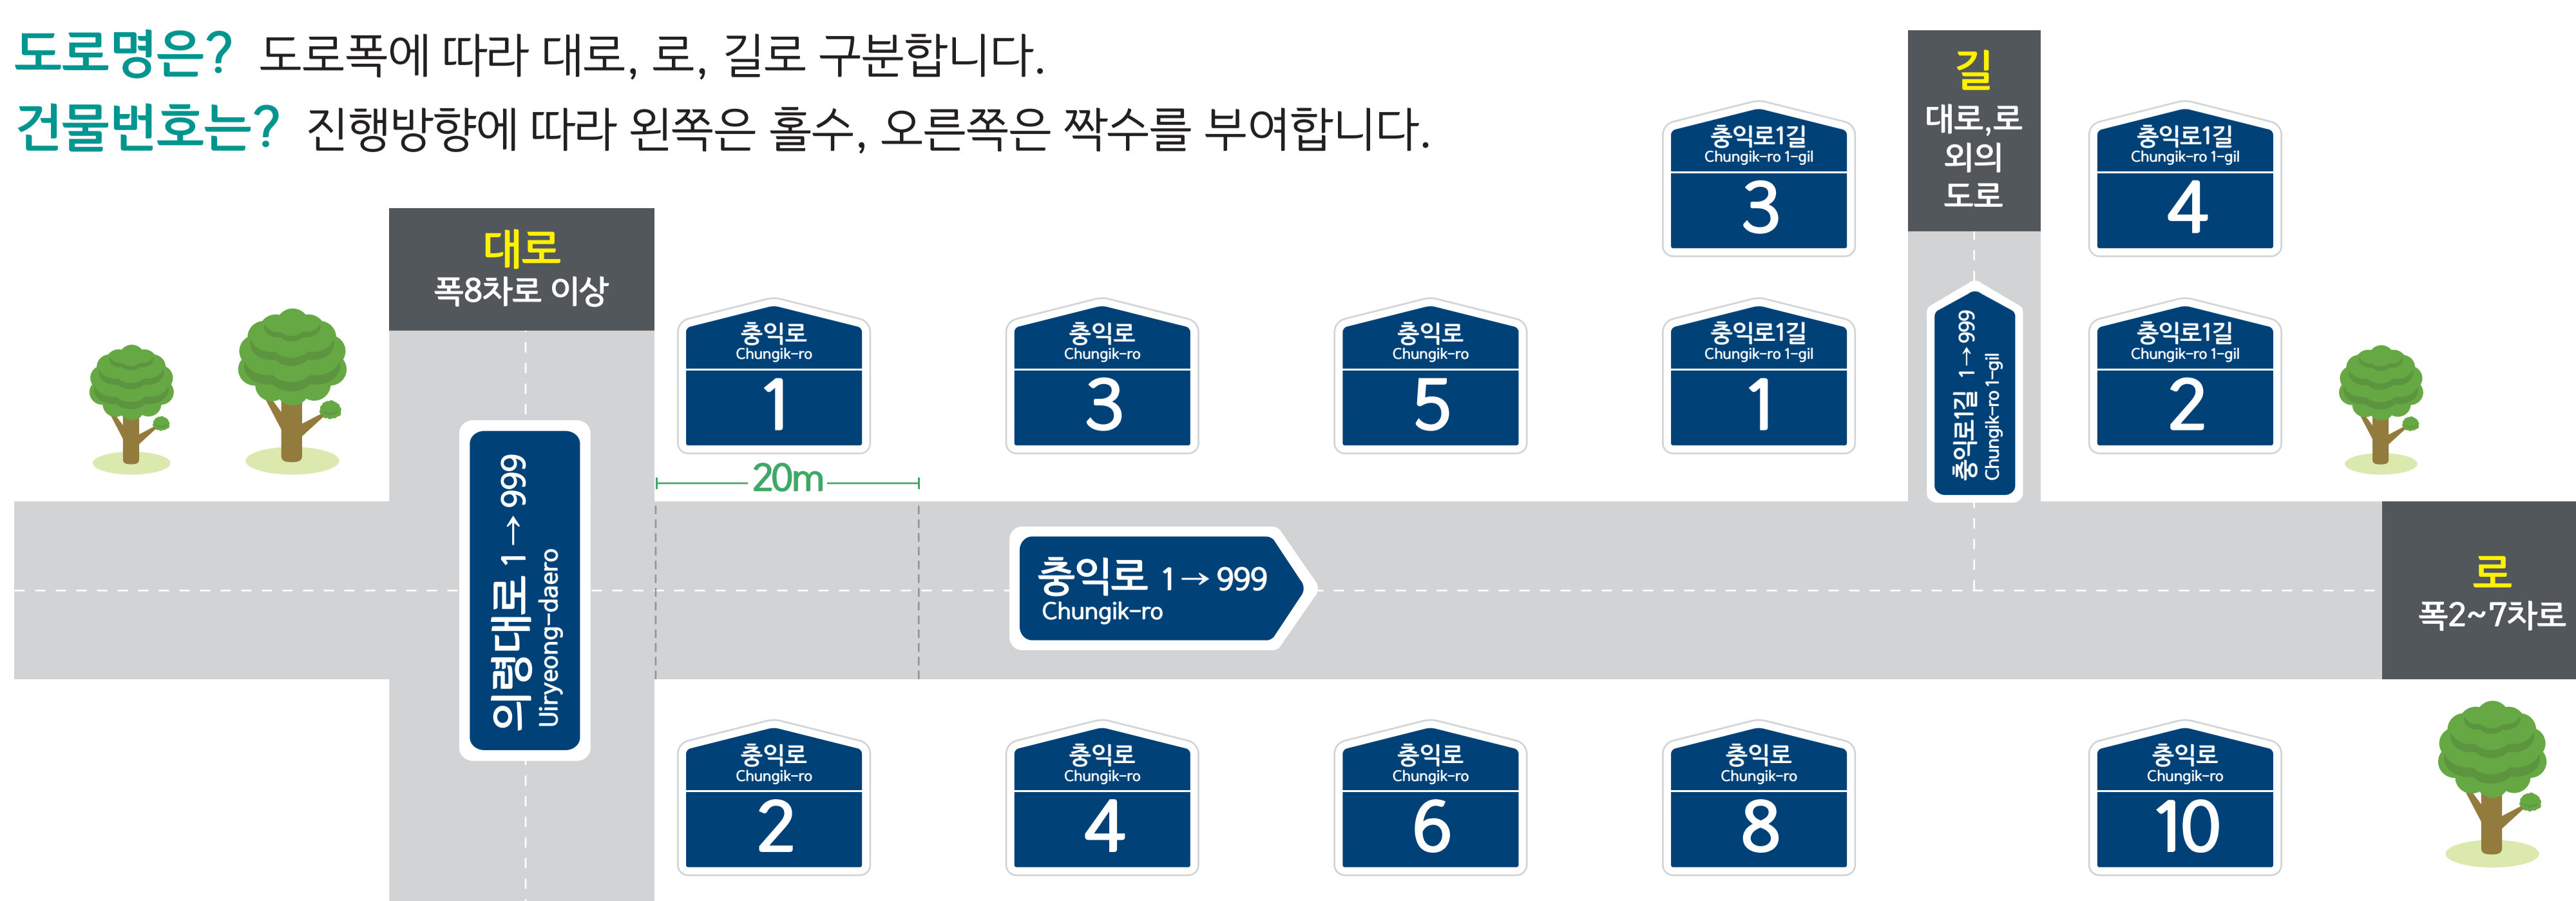 도로명은? 도로폭에 따라 대로, 로, 길로 구분합니다.
건물번호는? 진행방향에 따라 왼쪽은 홀수, 오른쪽은 짝수를 부여합니다.
길
대로,로
외의
도로
충익로1길
Chungik-ro 1-gil
3
충익로1길
Chungik-ro 1-gil
4
대로
폭8차로 이상
충익로
Chungik-ro
1
충익로
Chungik-ro
3
충익로
Chungik-ro
5
충익로1길
Chungik-ro 1-gil
1
충익로1길 1→999
Chungik-ro 1-gil
충익로1길
Chungik-ro 1-gil
2
20m
의령대로 1→999
Uiryeong-daero
충익로 1→999
Chungik-ro
로
폭2~7차로
충익로
Chungik-ro
2
충익로
Chungik-ro
4
충익로
Chungik-ro
6
충익로
Chungik-ro
8
충익로
Chungik-ro
10